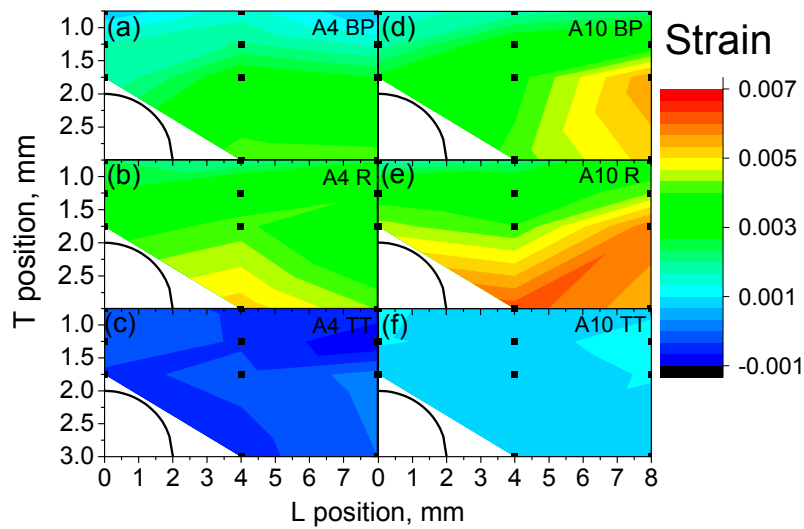 (a) A4 BP
(d) A10 BP
Strain
1.0
1.5
2.0
2.5
(b) A4 R
(e) A10 R
1.0
1.5
2.0
2.5
(c) A4 TT
(f) A10 TT
1.0
1.5
2.0
2.5
3.0
T position, mm
0 1 2 3 4 5 6 7 0 1 2 3 4 5 6 7 8
L position, mm
0.007
0.005
0.003
0.001
-0.001